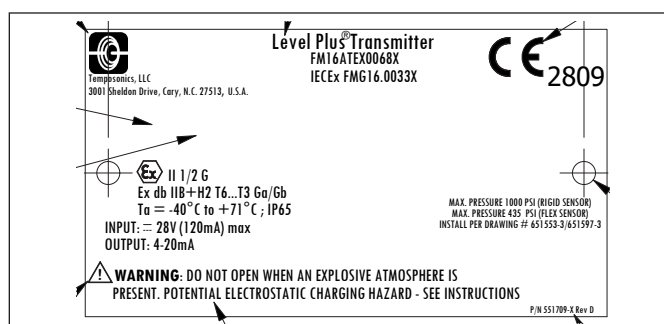 Level Plus® Transmitter
FM16ATEX0068X
IECEx FMG16.0033X
CE 2809
Temposonics, LLC
3001 Sheldon Drive, Cary, N.C. 27513, U.S.A.
Ex II 1/2 G
Ex db IIB+H2 T6...T3 Ga/Gb
Ta = -40°C to +71°C ; IP65
INPUT: ⎓ 28V (120mA) max
OUTPUT: 4-20mA
MAX. PRESSURE 1000 PSI (RIGID SENSOR)
MAX. PRESSURE 435 PSI (FLEX SENSOR)
INSTALL PER DRAWING # 651553-3/651597-3
WARNING: DO NOT OPEN WHEN AN EXPLOSIVE ATMOSPHERE IS
PRESENT. POTENTIAL ELECTROSTATIC CHARGING HAZARD - SEE INSTRUCTIONS
P/N 551709-X Rev D